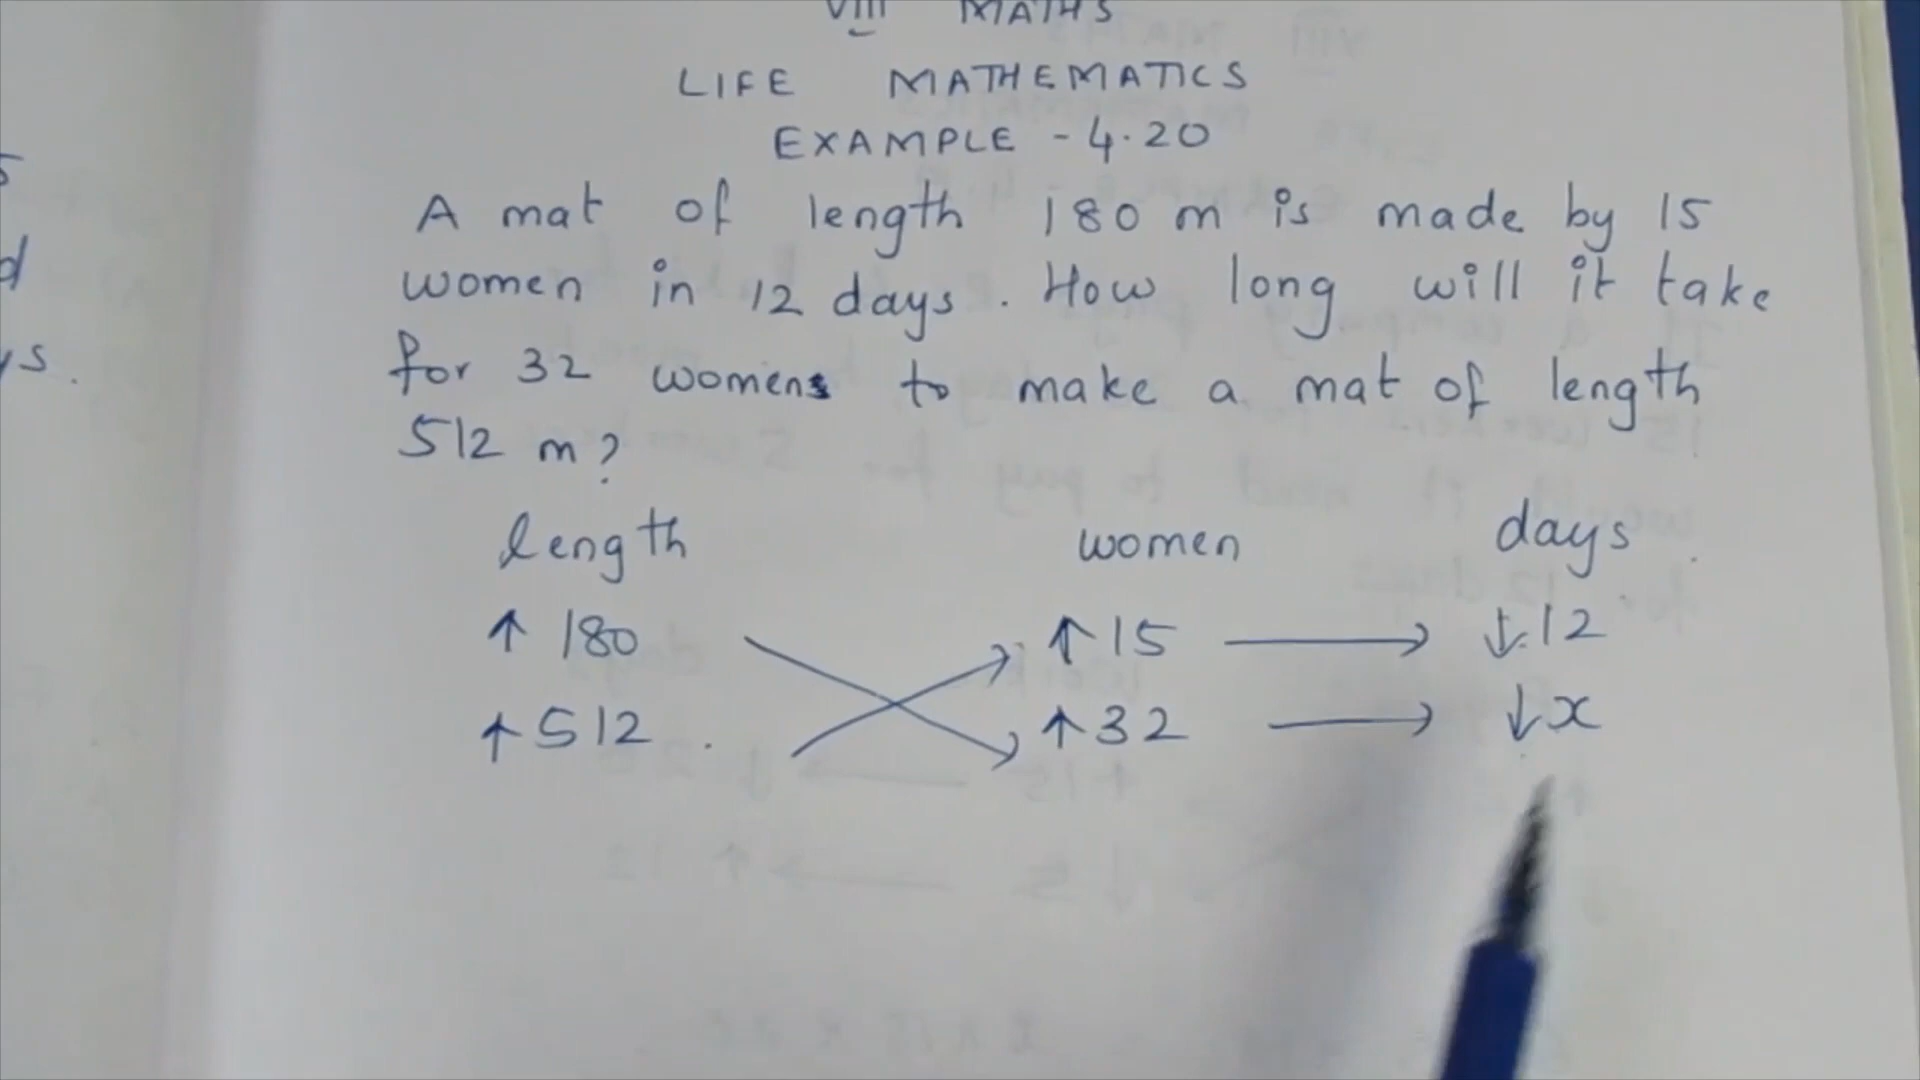 VIII MATHS
LIFE MATHEMATICS
EXAMPLE - 4.20
A mat of length 180 m is made by 15
women in 12 days. How long will it take
for 32 womens to make a mat of length
512 m?
length women days
↑ 180 ↑ 15 → ↓ 12
↑ 512 ↑ 32 → ↓ x